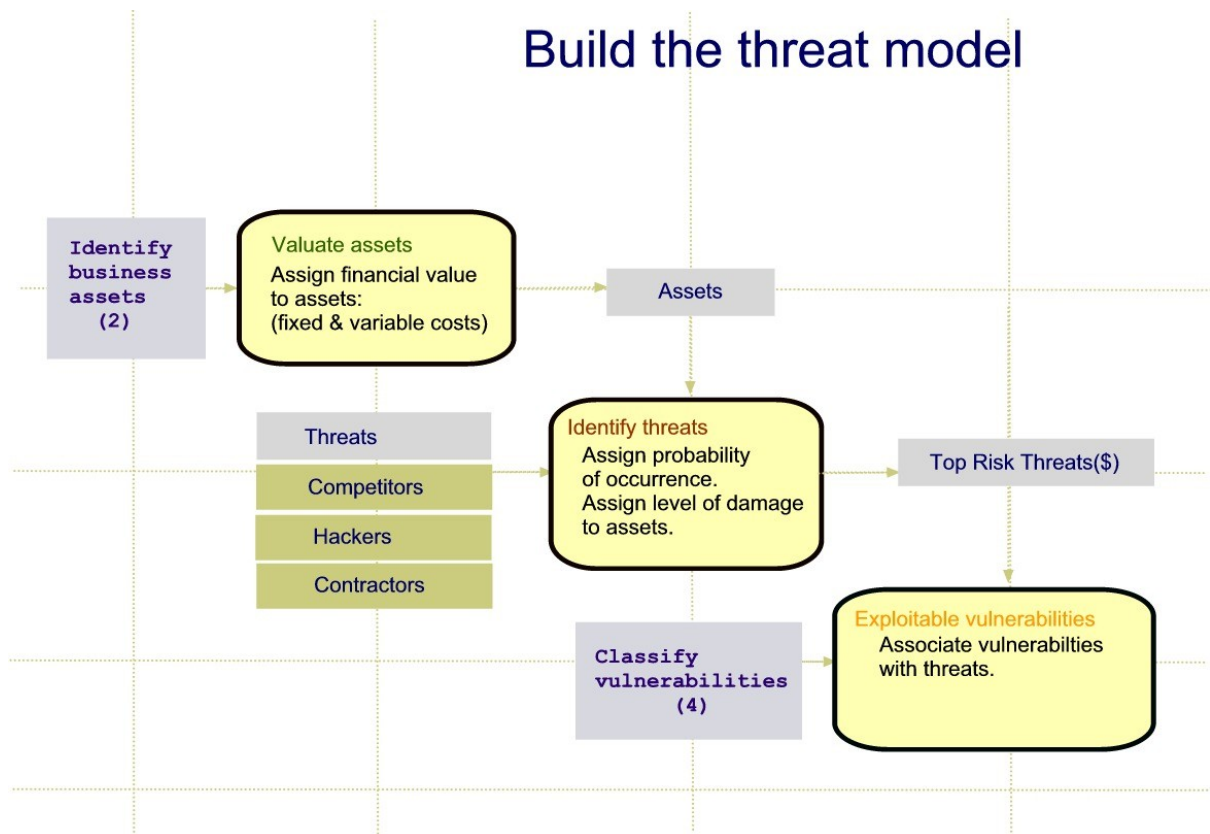 Build the threat model
Identify
business
assets
(2)
Valuate assets
Assign financial value
to assets:
(fixed & variable costs)
Assets
Threats
Competitors
Hackers
Contractors
Identify threats
Assign probability
of occurrence.
Assign level of damage
to assets.
Top Risk Threats($)
Classify
vulnerabilities
(4)
Exploitable vulnerabilities
Associate vulnerabilties
with threats.